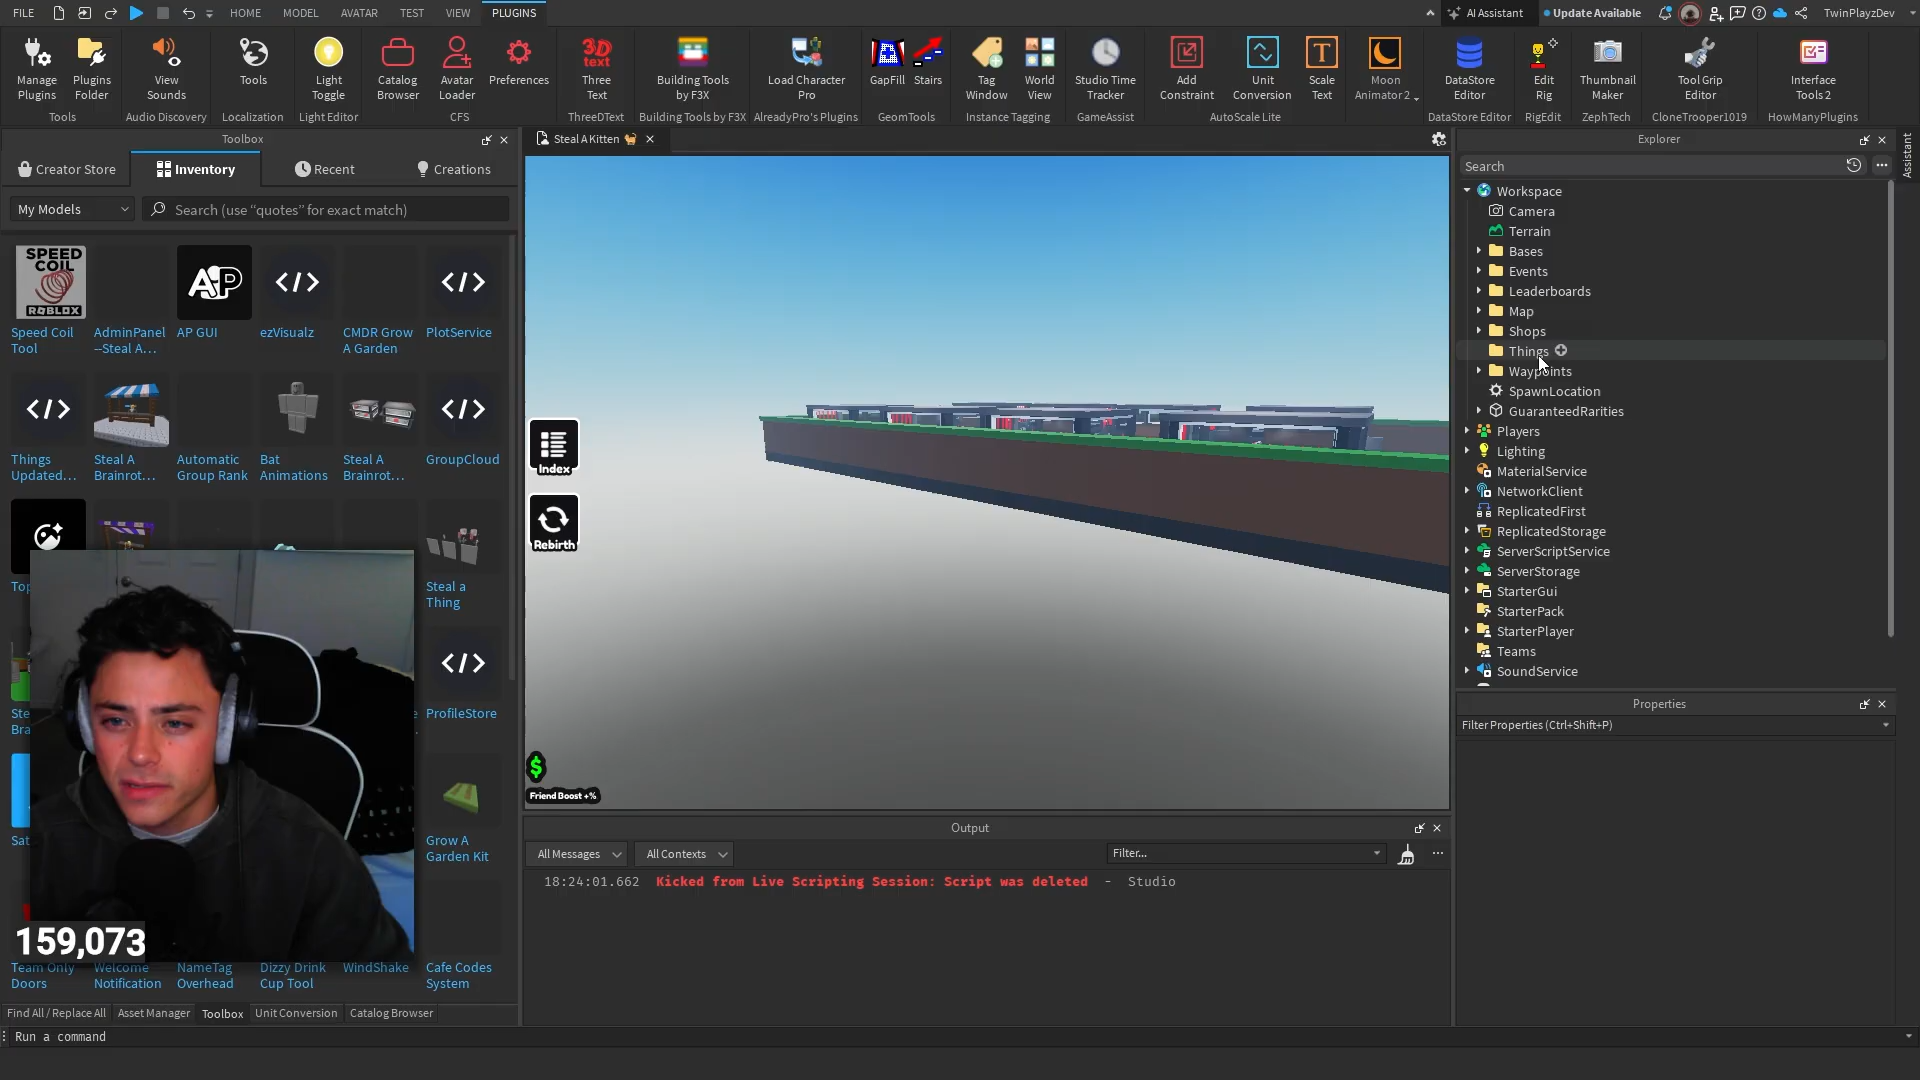 FILE
HOME
MODEL
AVATAR
TEST
VIEW
PLUGINS
AI Assistant
Update Available
TwinPlayzDev
Manage
Plugins
Plugins
Folder
View
Sounds
Tools
Light
Toggle
Catalog
Browser
Avatar
Loader
Preferences
3D
text
Three
Text
Building Tools
by F3X
Load Character
Pro
GapFill
Stairs
Tag
Window
World
View
Studio Time
Tracker
Add
Constraint
Unit
Conversion
Scale
Text
Moon
Animator 2
DataStore
Editor
Edit
Rig
Thumbnail
Maker
Tool Grip
Editor
Interface
Tools 2
Tools
Audio Discovery
Localization
Light Editor
CFS
ThreeDText
Building Tools by F3X
AlreadyPro's Plugins
GeomTools
Instance Tagging
GameAssist
AutoScale Lite
DataStore Editor
RigEdit
ZephTech
CloneTrooper1019
HowManyPlugins
Toolbox
Creator Store
Inventory
Recent
Creations
My Models
Search (use “quotes” for exact match)
SPEED
COIL
ROBLOX
AP
Speed Coil
Tool
AdminPanel
--Steal A...
AP GUI
ezVisualz
CMDR Grow
A Garden
PlotService
Things
Updated...
Steal A
Brainrot...
Automatic
Group Rank
Bat
Animations
Steal A
Brainrot...
GroupCloud
Top
Steal a
Thing
Ste
Bra
ProfileStore
Sat
Grow A
Garden Kit
159,073
Team Only
Doors
Welcome
Notification
NameTag
Overhead
Dizzy Drink
Cup Tool
WindShake
Cafe Codes
System
Find All / Replace All
Asset Manager
Toolbox
Unit Conversion
Catalog Browser
Run a command
Steal A Kitten
Index
Rebirth
$
Friend Boost +%
Output
All Messages
All Contexts
Filter...
18:24:01.662 Kicked from Live Scripting Session: Script was deleted - Studio
Explorer
Assistant
Search
Workspace
Camera
Terrain
Bases
Events
Leaderboards
Map
Shops
Things
Waypoints
SpawnLocation
GuaranteedRarities
Players
Lighting
MaterialService
NetworkClient
ReplicatedFirst
ReplicatedStorage
ServerScriptService
ServerStorage
StarterGui
StarterPack
StarterPlayer
Teams
SoundService
Properties
Filter Properties (Ctrl+Shift+P)